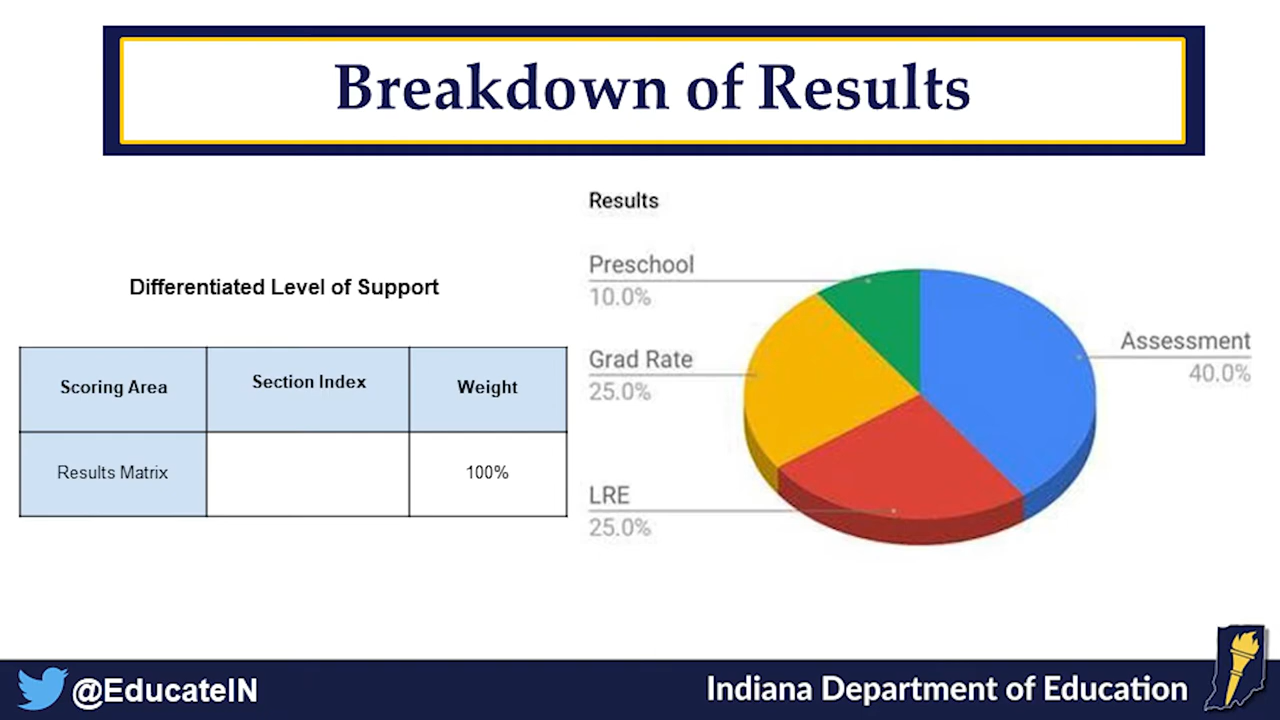 Breakdown of Results
Differentiated Level of Support
Scoring Area
Section Index
Weight
Results Matrix
100%
Results
Preschool
10.0%
Grad Rate
25.0%
LRE
25.0%
Assessment
40.0%
@EducateIN
Indiana Department of Education